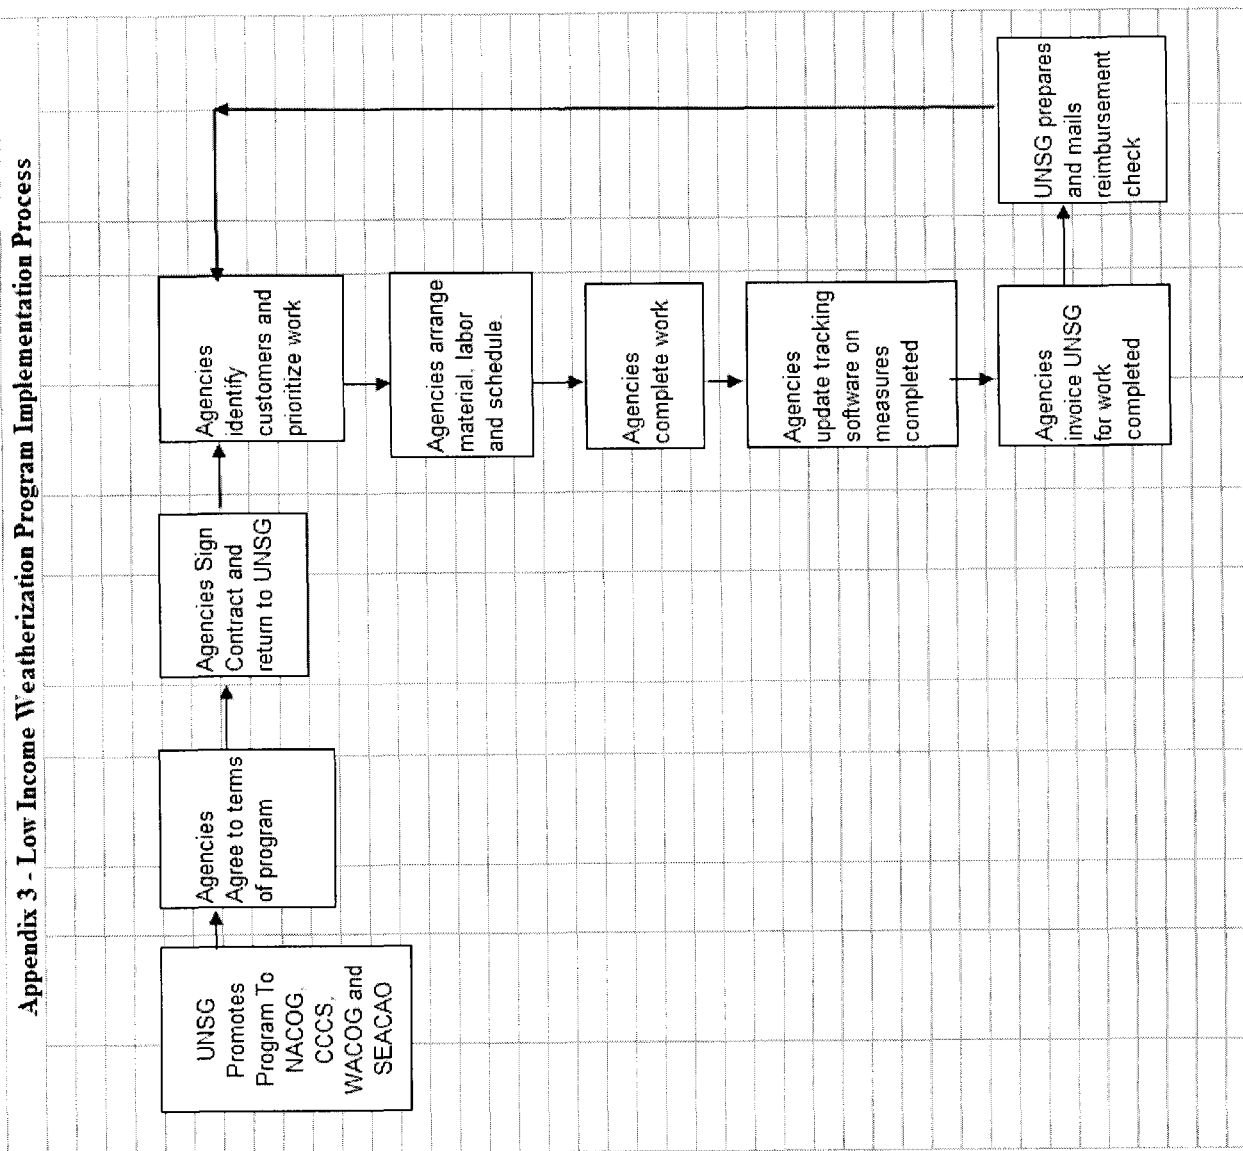 Appendix 3 - Low Income Weatherization Program Implementation Process
UNSG
Promotes
Program To
NACOG,
CCCS,
WACOG and
SEACAO
Agencies
Agree to terms
of program
Agencies Sign
Contract and
return to UNSG
Agencies
identify
customers and
prioritize work
Agencies arrange
material, labor
and schedule.
Agencies
complete work
Agencies
update tracking
software on
measures
completed
Agencies
invoice UNSG
for work
completed
UNSG prepares
and mails
reimbursement
check